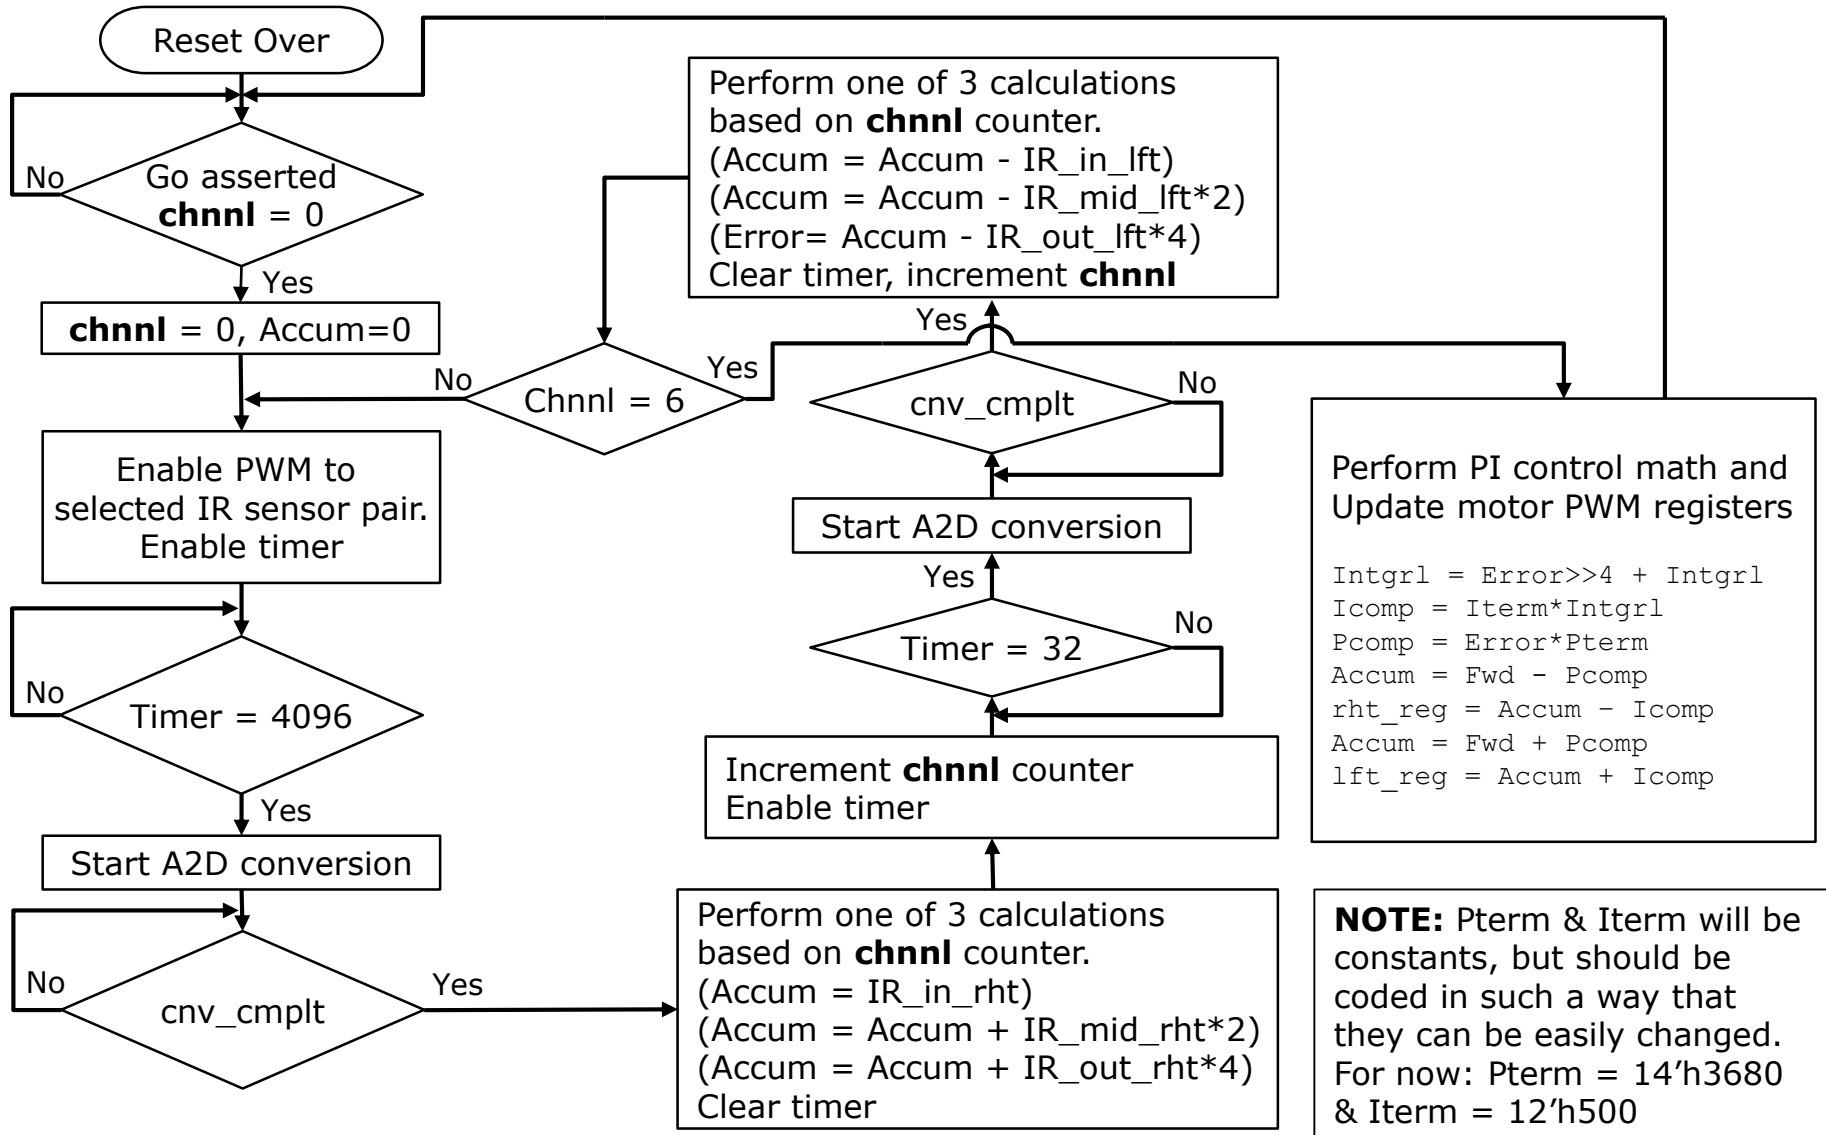 Reset Over
No
Go asserted
chnnl = 0
Yes
chnnl = 0, Accum=0
Enable PWM to
selected IR sensor pair.
Enable timer
No
Timer = 4096
Yes
Start A2D conversion
No
cnv_cmplt
Yes
Perform one of 3 calculations
based on chnnl counter.
(Accum = IR_in_rht)
(Accum = Accum + IR_mid_rht*2)
(Accum = Accum + IR_out_rht*4)
Clear timer
Increment chnnl counter
Enable timer
Timer = 32
No
Yes
Start A2D conversion
cnv_cmplt
No
Yes
Perform one of 3 calculations
based on chnnl counter.
(Accum = Accum - IR_in_lft)
(Accum = Accum - IR_mid_lft*2)
(Error= Accum - IR_out_lft*4)
Clear timer, increment chnnl
No
Chnnl = 6
Yes
Perform PI control math and
Update motor PWM registers
Intgrl = Error>>4 + Intgrl
Icomp = Iterm*Intgrl
Pcomp = Error*Pterm
Accum = Fwd - Pcomp
rht_reg = Accum – Icomp
Accum = Fwd + Pcomp
lft_reg = Accum + Icomp
NOTE: Pterm & Iterm will be
constants, but should be
coded in such a way that
they can be easily changed.
For now: Pterm = 14’h3680
& Iterm = 12’h500